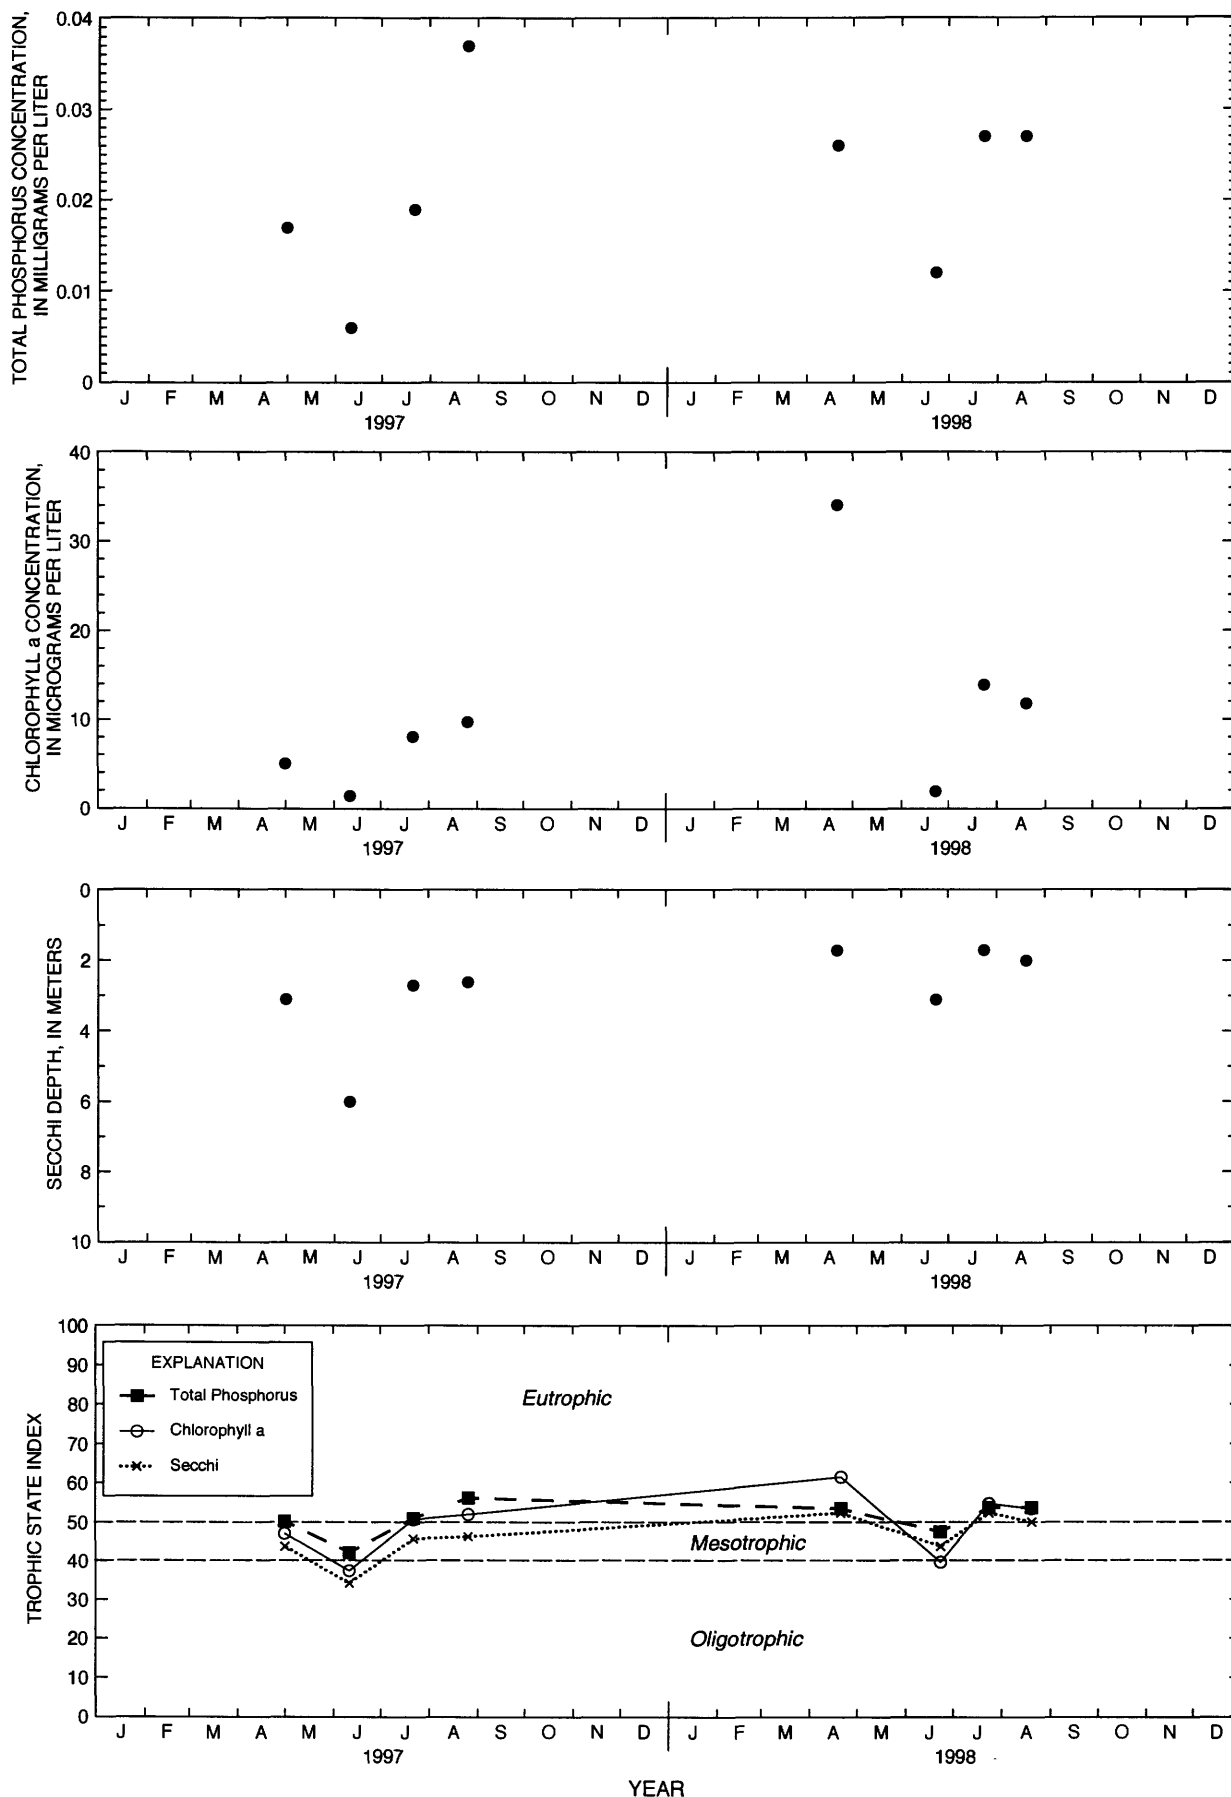 TOTAL PHOSPHORUS CONCENTRATION,
IN MILLIGRAMS PER LITER
0.04
0.03
0.02
0.01
0
J F M A M J J A S O N D J F M A M J J A S O N D
1997 1998
CHLOROPHYLL a CONCENTRATION,
IN MICROGRAMS PER LITER
40
30
20
10
0
J F M A M J J A S O N D J F M A M J J A S O N D
1997 1998
SECCHI DEPTH, IN METERS
0
2
4
6
8
10
J F M A M J J A S O N D J F M A M J J A S O N D
1997 1998
TROPHIC STATE INDEX
100
90
80
70
60
50
40
30
20
10
0
EXPLANATION
Total Phosphorus
Chlorophyll a
Secchi
Eutrophic
Mesotrophic
Oligotrophic
J F M A M J J A S O N D J F M A M J J A S O N D
1997 1998
YEAR